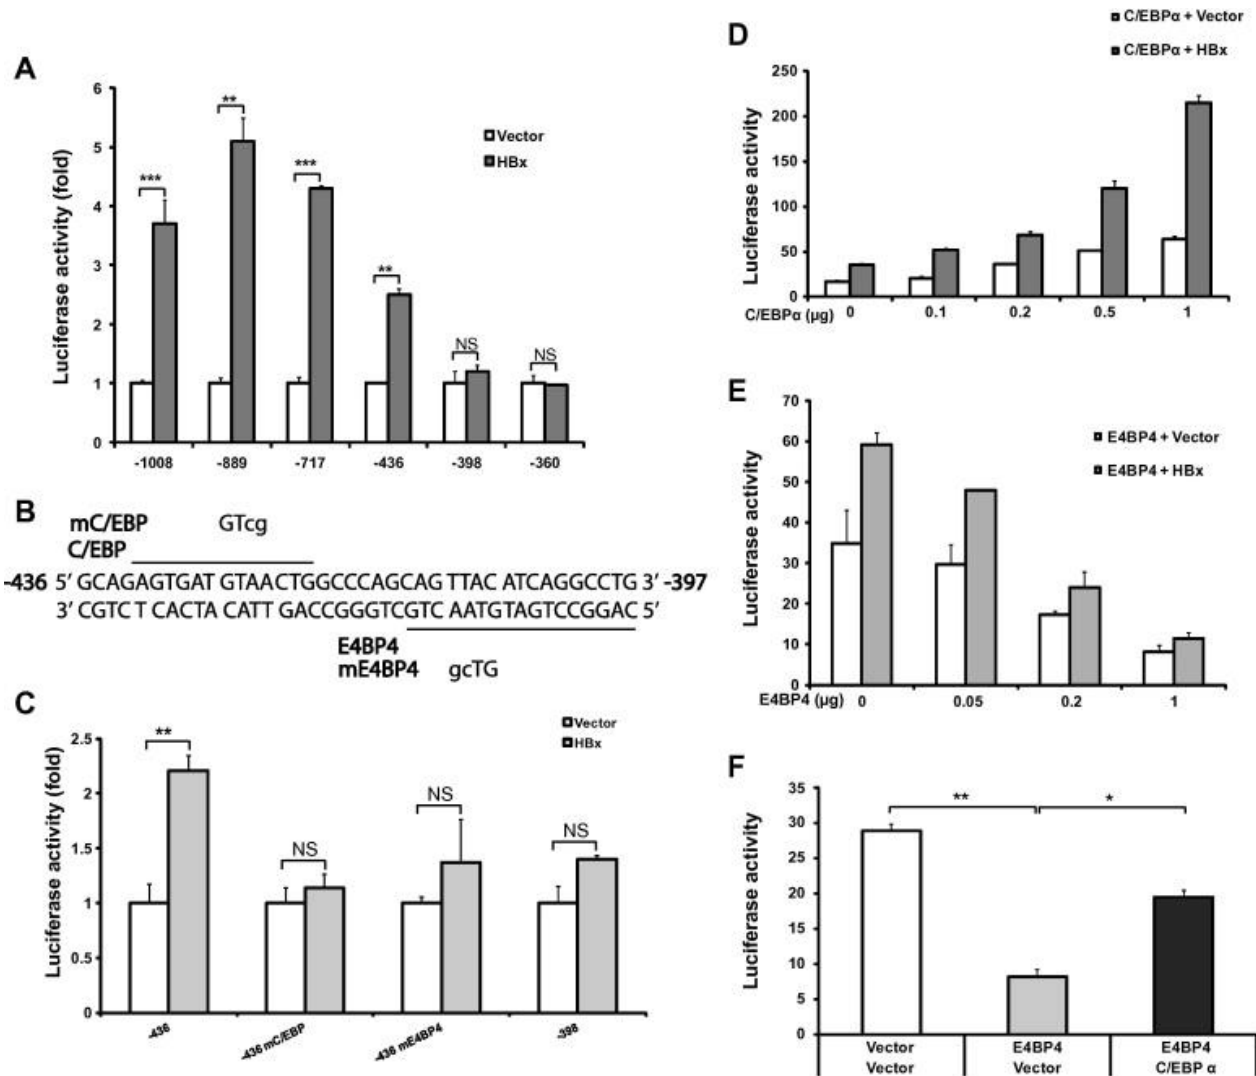 A
Luciferase activity (fold)
6
5
4
3
2
1
0
***
**
***
**
NS
NS
Vector
HBx
-1008 -889 -717 -436 -398 -360
B
mC/EBP GTcg
C/EBP
-436 5' GCAGAGTGAT GTAACTGGCCCAGCAGTTAC ATCAGGCCTG 3' -397
3' CGTCT CACTA CATT GACCGGGTCGTC AATGTAGTCCGGAC 5'
E4BP4
mE4BP4 gcTG
C
Luciferase activity (fold)
2.5
2
1.5
1
0.5
0
**
NS
NS
NS
Vector
HBx
-436 -436 mC/EBP -436 mE4BP4 -398
D
C/EBPα + Vector
C/EBPα + HBx
Luciferase activity
250
200
150
100
50
0
C/EBPα (µg) 0 0.1 0.2 0.5 1
E
Luciferase activity
70
60
50
40
30
20
10
0
E4BP4 + Vector
E4BP4 + HBx
E4BP4 (µg) 0 0.05 0.2 1
F
Luciferase activity
35
30
25
20
15
10
5
0
** *
Vector E4BP4 E4BP4
Vector Vector C/EBP α